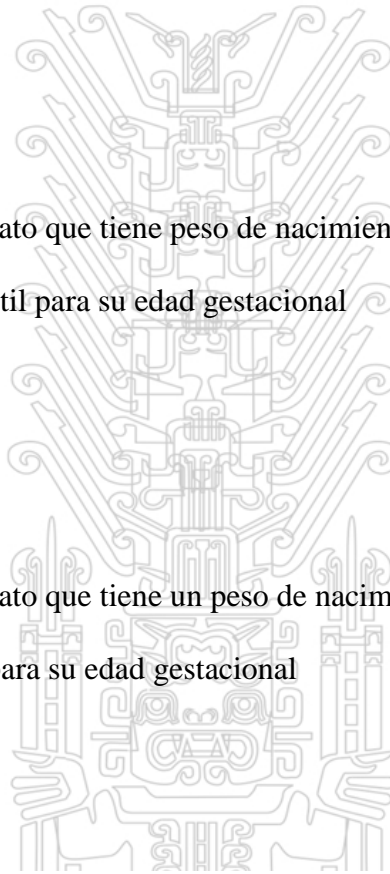 ato que tiene peso de nacimien
til para su edad gestacional
ato que tiene un peso de nacim
para su edad gestacional